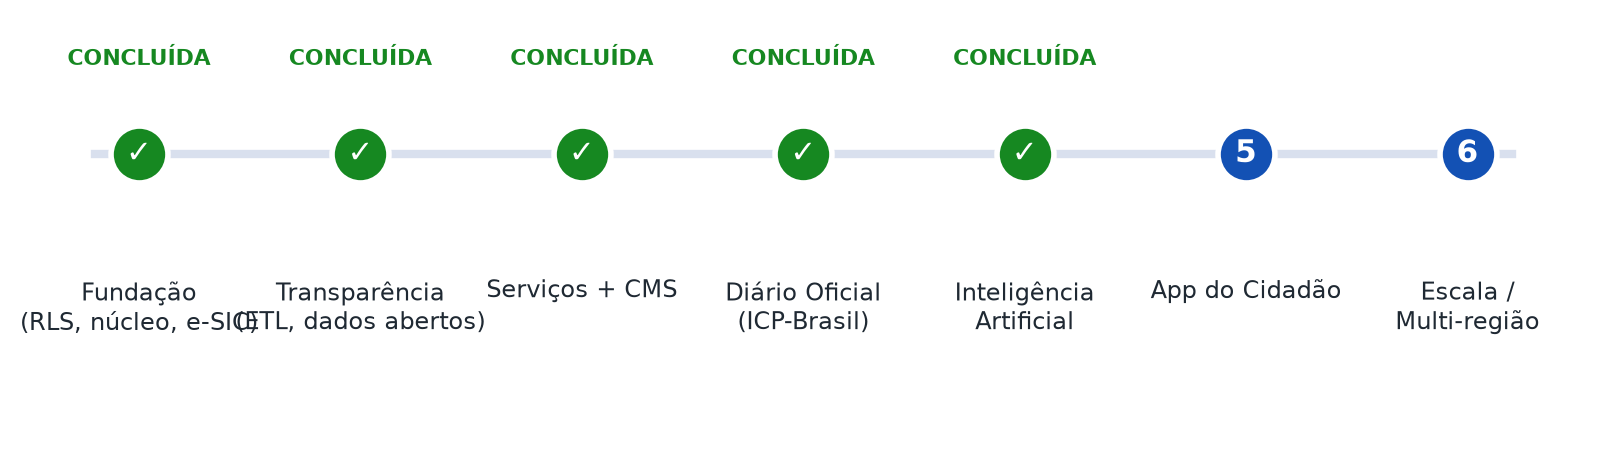 CONCLUÍDA CONCLUÍDA CONCLUÍDA CONCLUÍDA CONCLUÍDA
✓ ✓ ✓ ✓ ✓ 5 6
Fundação
(RLS, núcleo, e-SIC)
Transparência
(ETL, dados abertos)
Serviços + CMS
Diário Oficial
(ICP-Brasil)
Inteligência
Artificial
App do Cidadão
Escala /
Multi-região